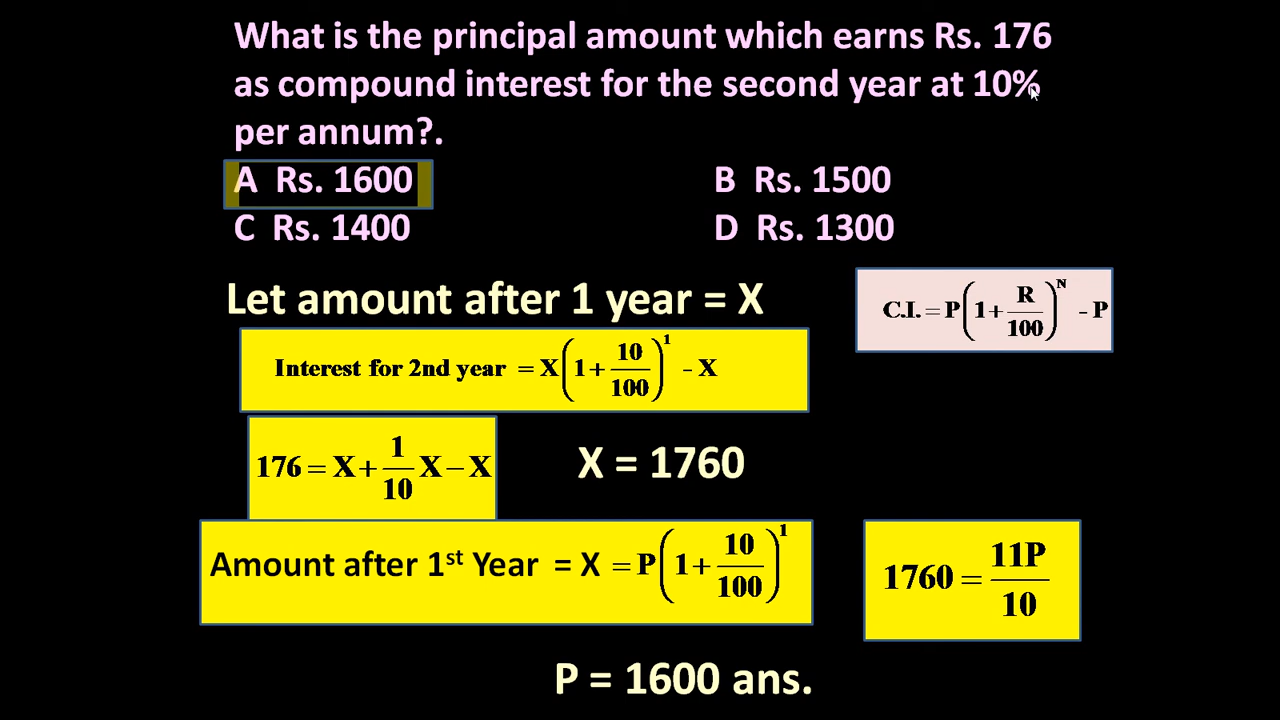 What is the principal amount which earns Rs. 176
as compound interest for the second year at 10%
per annum?.
A Rs. 1600 B Rs. 1500
C Rs. 1400 D Rs. 1300
Let amount after 1 year = X
C.I. = P(1+R/100)^N - P
Interest for 2nd year = X(1+10/100)^1 - X
176 = X+1/10 X−X
X = 1760
Amount after 1st Year = X = P(1+10/100)^1
1760 = 11P/10
P = 1600 ans.